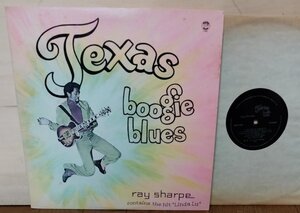 Texas
boogie
blues
ray sharpe
contains the hit "Linda Lu"